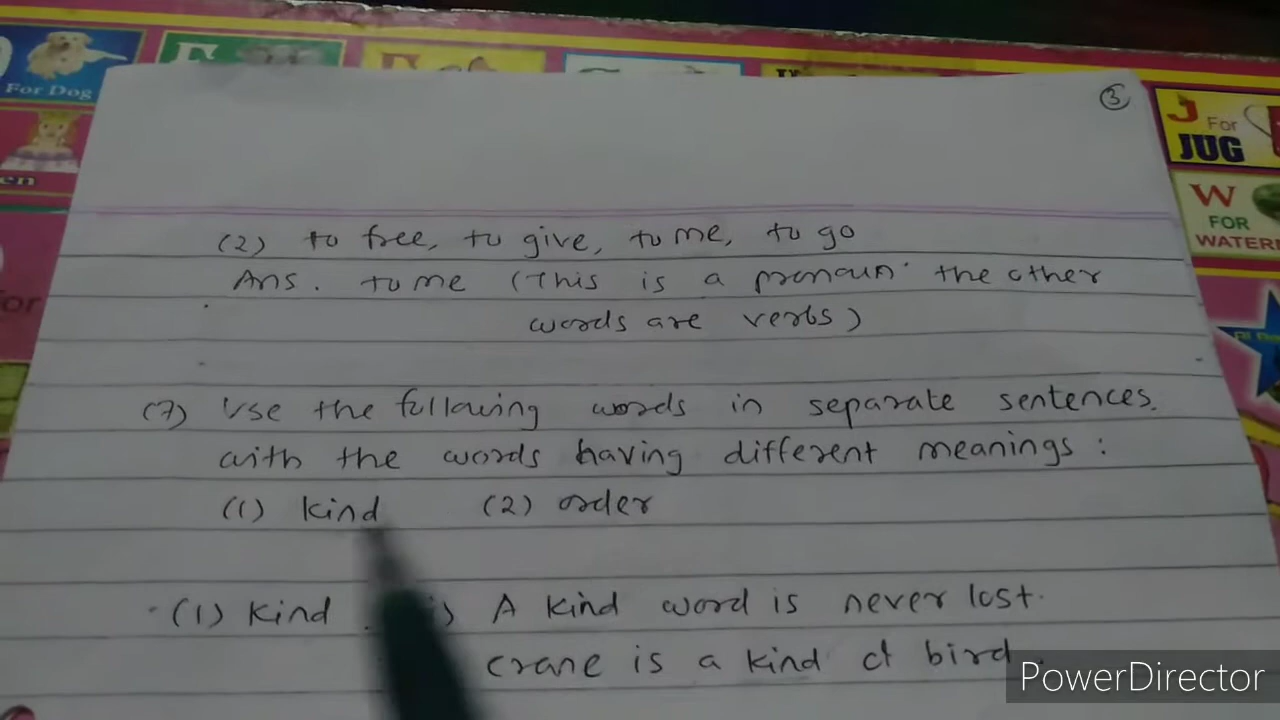 For Dog
③
J For
JUG
en
W
FOR
(2) to free, to give, to me, to go
Ans. to me (This is a pronoun. the other
words are verbs)
(7) Use the following words in separate sentences.
with the words having different meanings:
(1) kind (2) order
(1) kind i) A kind word is never lost.
crane is a kind of bird.
PowerDirector